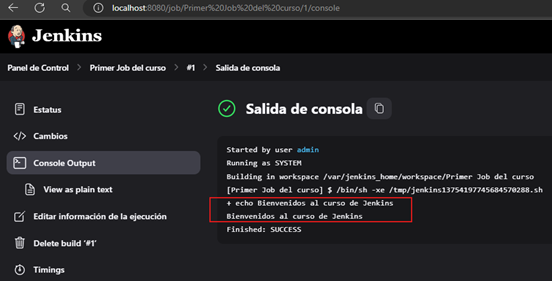 localhost:8080/job/Primer%20Job%20del%20curso/1/console
Jenkins
Panel de Control > Primer Job del curso > #1 > Salida de consola
Estatus
Cambios
Console Output
View as plain text
Editar información de la ejecución
Delete build ‘#1’
Timings
Salida de consola
Started by user admin
Running as SYSTEM
Building in workspace /var/jenkins_home/workspace/Primer Job del curso
[Primer Job del curso] $ /bin/sh -xe /tmp/jenkins13754197745684570288.sh
+ echo Bienvenidos al curso de Jenkins
Bienvenidos al curso de Jenkins
Finished: SUCCESS